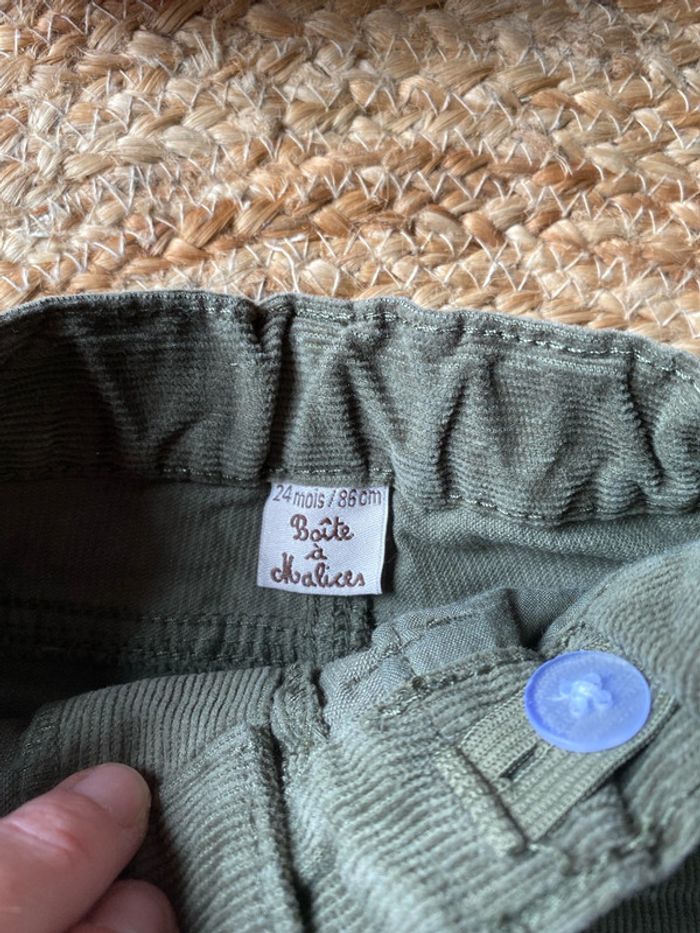 24 mois / 86 cm
Boîte
à
Malices